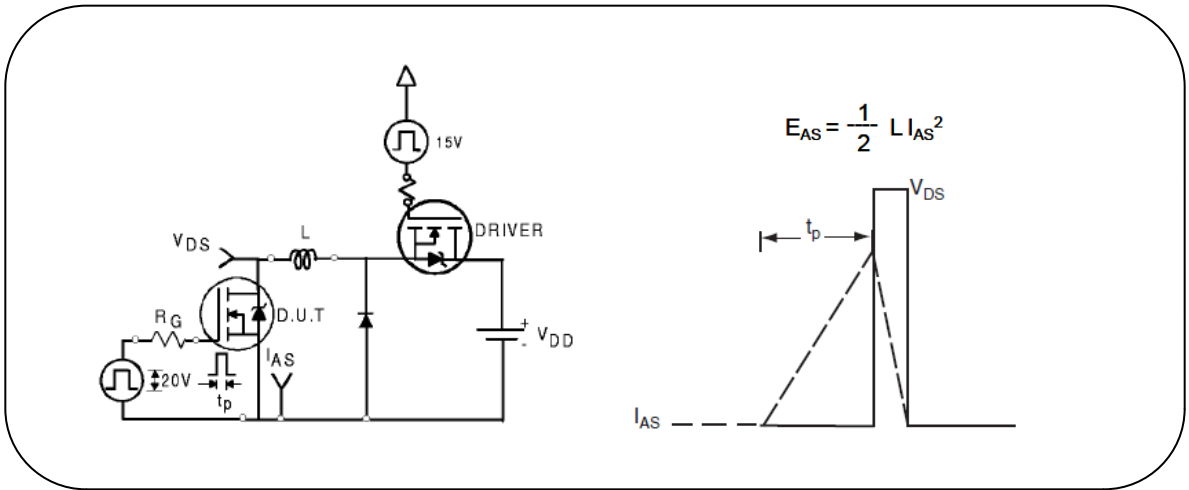 15V
DRIVER
VDS
L
D.U.T
RG
IAS
20V
tp
+
VDD
-
EAS = 1/2 L IAS²
VDS
tp
IAS